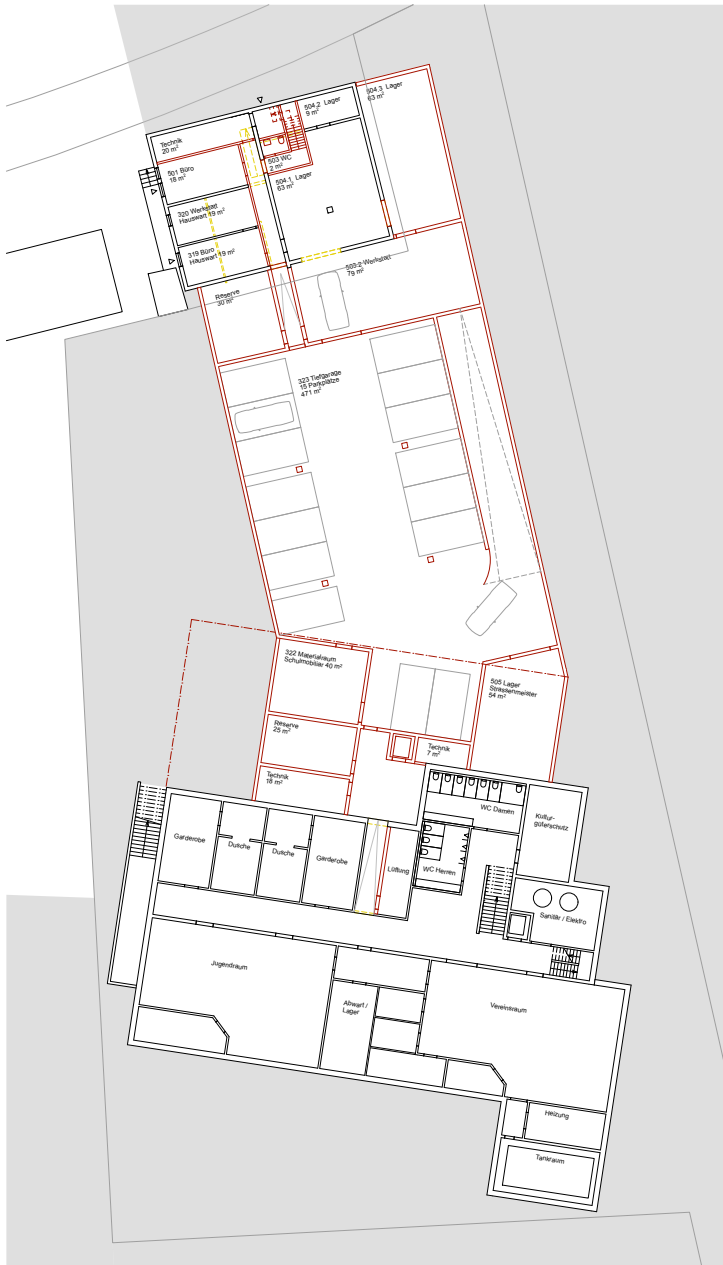 504.3 Lager
63 m²
504.2 Lager
9 m²
Technik
20 m²
503 WC
2 m²
501 Büro
18 m²
504.1 Lager
63 m²
320 Werkstatt
Hauswart 19 m²
319 Büro
Hauswart 19 m²
503.2 Werkstatt
79 m²
Reserve
30 m²
323 Tiefgarage
15 Parkplätze
471 m²
322 Materialraum
Schulmobiliar 40 m²
505 Lager
Strassenmeister
54 m²
Reserve
25 m²
Technik
7 m²
Technik
18 m²
WC Damen
Kultur-
güterschutz
Garderobe
Dusche
Dusche
Garderobe
Lüftung
WC Herren
Sanitär / Elektro
Jugendraum
Abwart /
Lager
Vereinsraum
Heizung
Tankraum